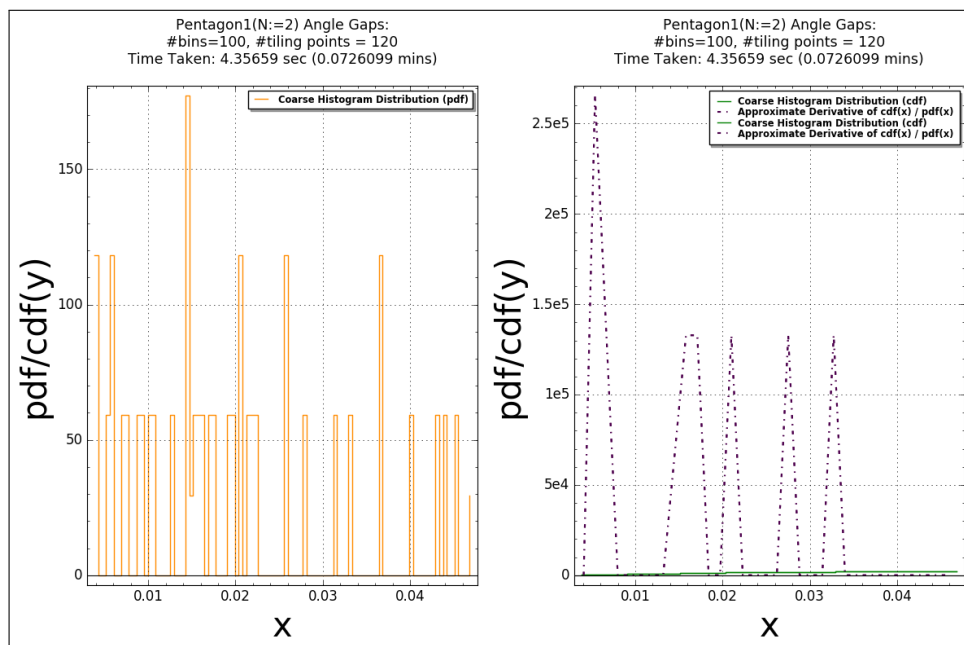 Pentagon1(N:=2) Angle Gaps:
#bins=100, #tiling points = 120
Time Taken: 4.35659 sec (0.0726099 mins)
Coarse Histogram Distribution (pdf)
150
100
50
0
0.01
0.02
0.03
0.04
pdf/cdf(y)
x
Pentagon1(N:=2) Angle Gaps:
#bins=100, #tiling points = 120
Time Taken: 4.35659 sec (0.0726099 mins)
Coarse Histogram Distribution (cdf)
Approximate Derivative of cdf(x) / pdf(x)
Coarse Histogram Distribution (cdf)
Approximate Derivative of cdf(x) / pdf(x)
2.5e5
2e5
1.5e5
1e5
5e4
0
0.01
0.02
0.03
0.04
pdf/cdf(y)
x